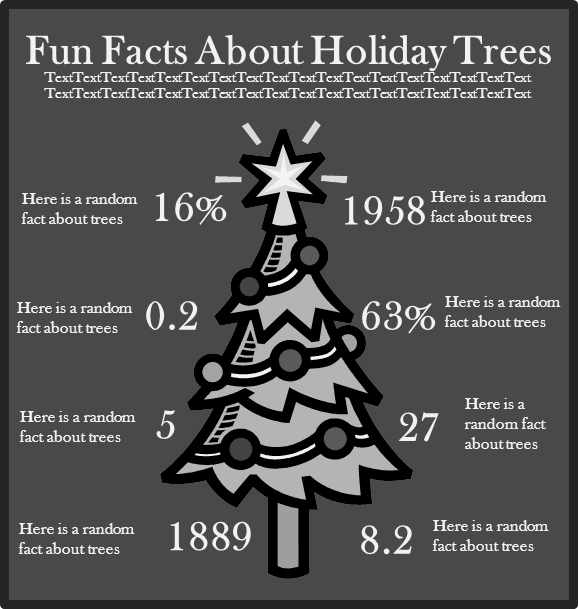 Fun Facts About Holiday Trees
TextTextTextTextTextTextTextTextTextTextTextTextTextTextTextTextTextText
TextTextTextTextTextTextTextTextTextTextTextTextTextTextTextTextTextText
Here is a random
fact about trees
16%
1958
Here is a random
fact about trees
Here is a random
fact about trees
0.2
63%
Here is a random
fact about trees
Here is a random
fact about trees
5
27
Here is a
random fact
about trees
Here is a random
fact about trees
1889
8.2
Here is a random
fact about trees